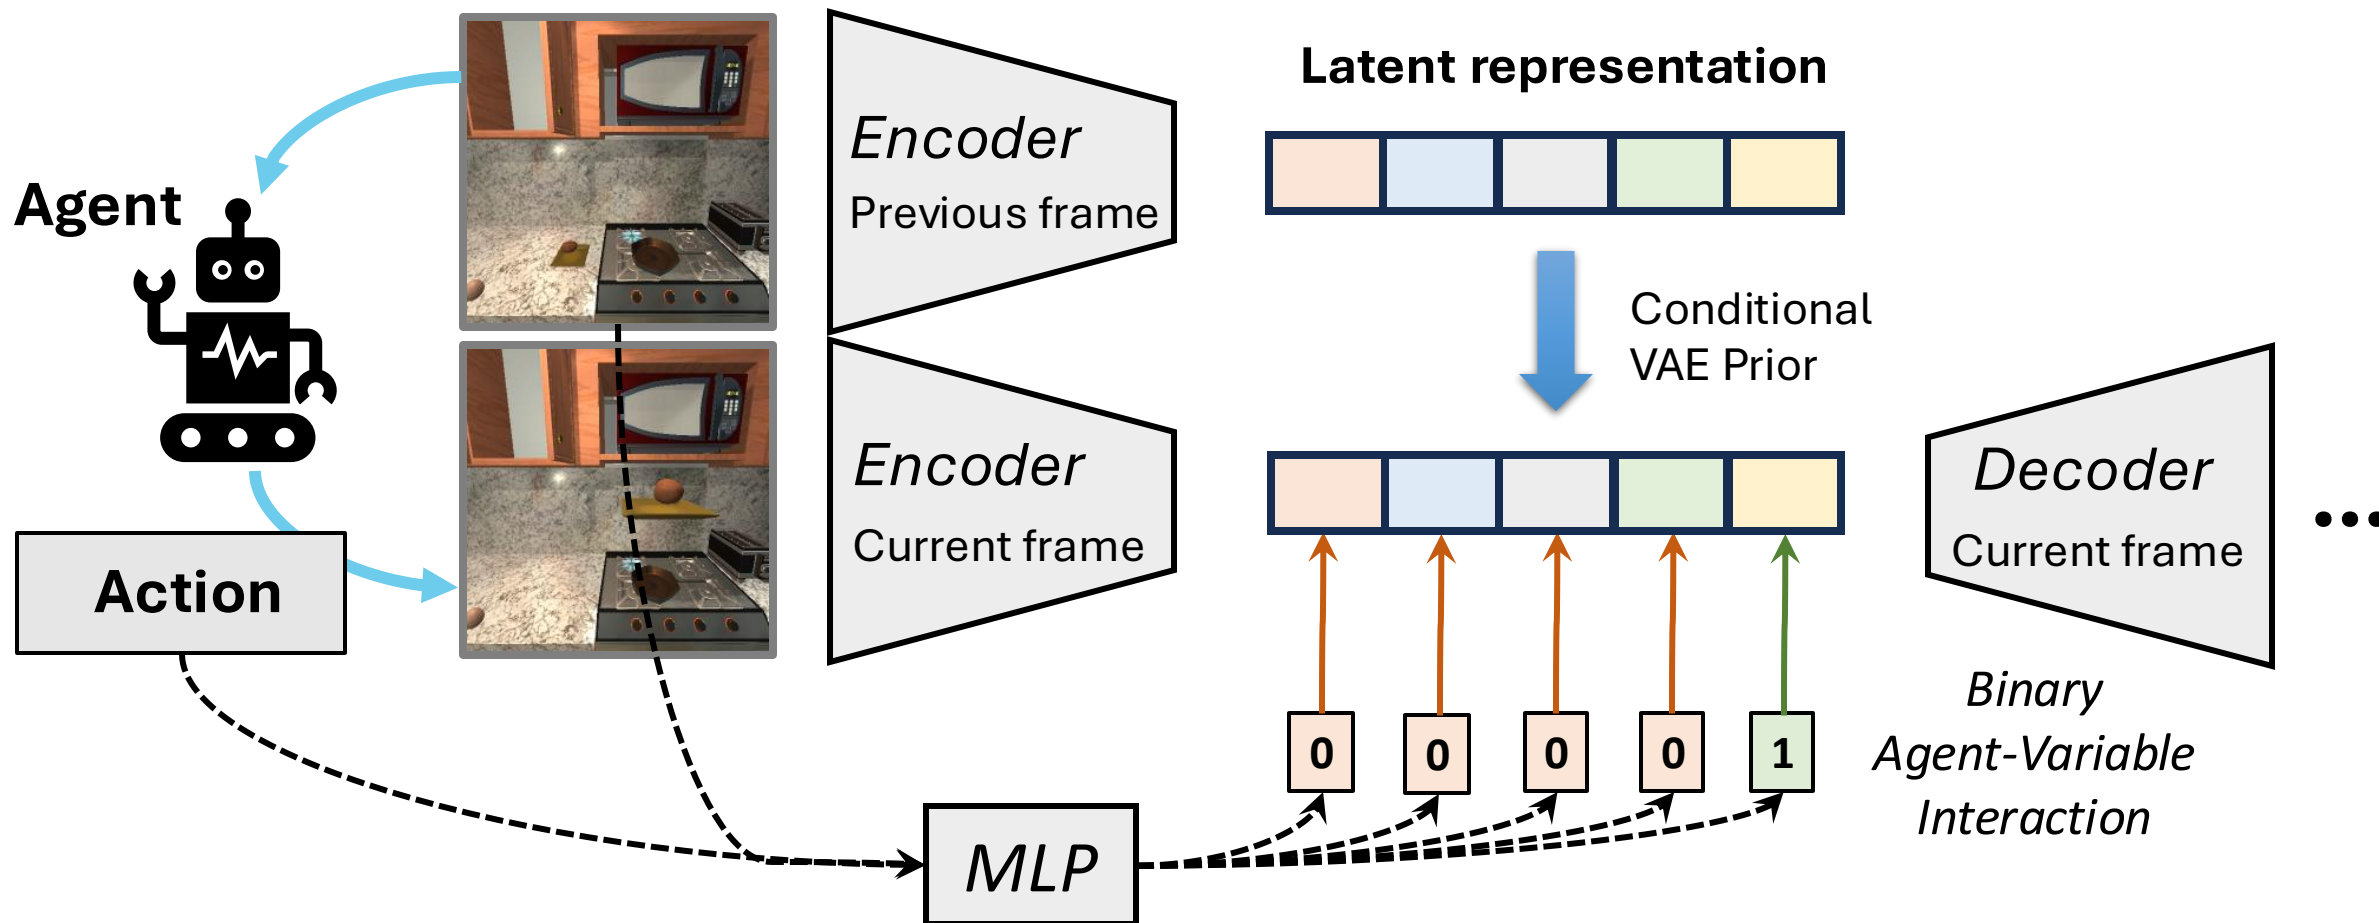 Latent representation
Encoder
Previous frame
Agent
Conditional
VAE Prior
Encoder
Current frame
Decoder
Current frame
...
Action
0 0 0 0 1
Binary
Agent-Variable
Interaction
MLP